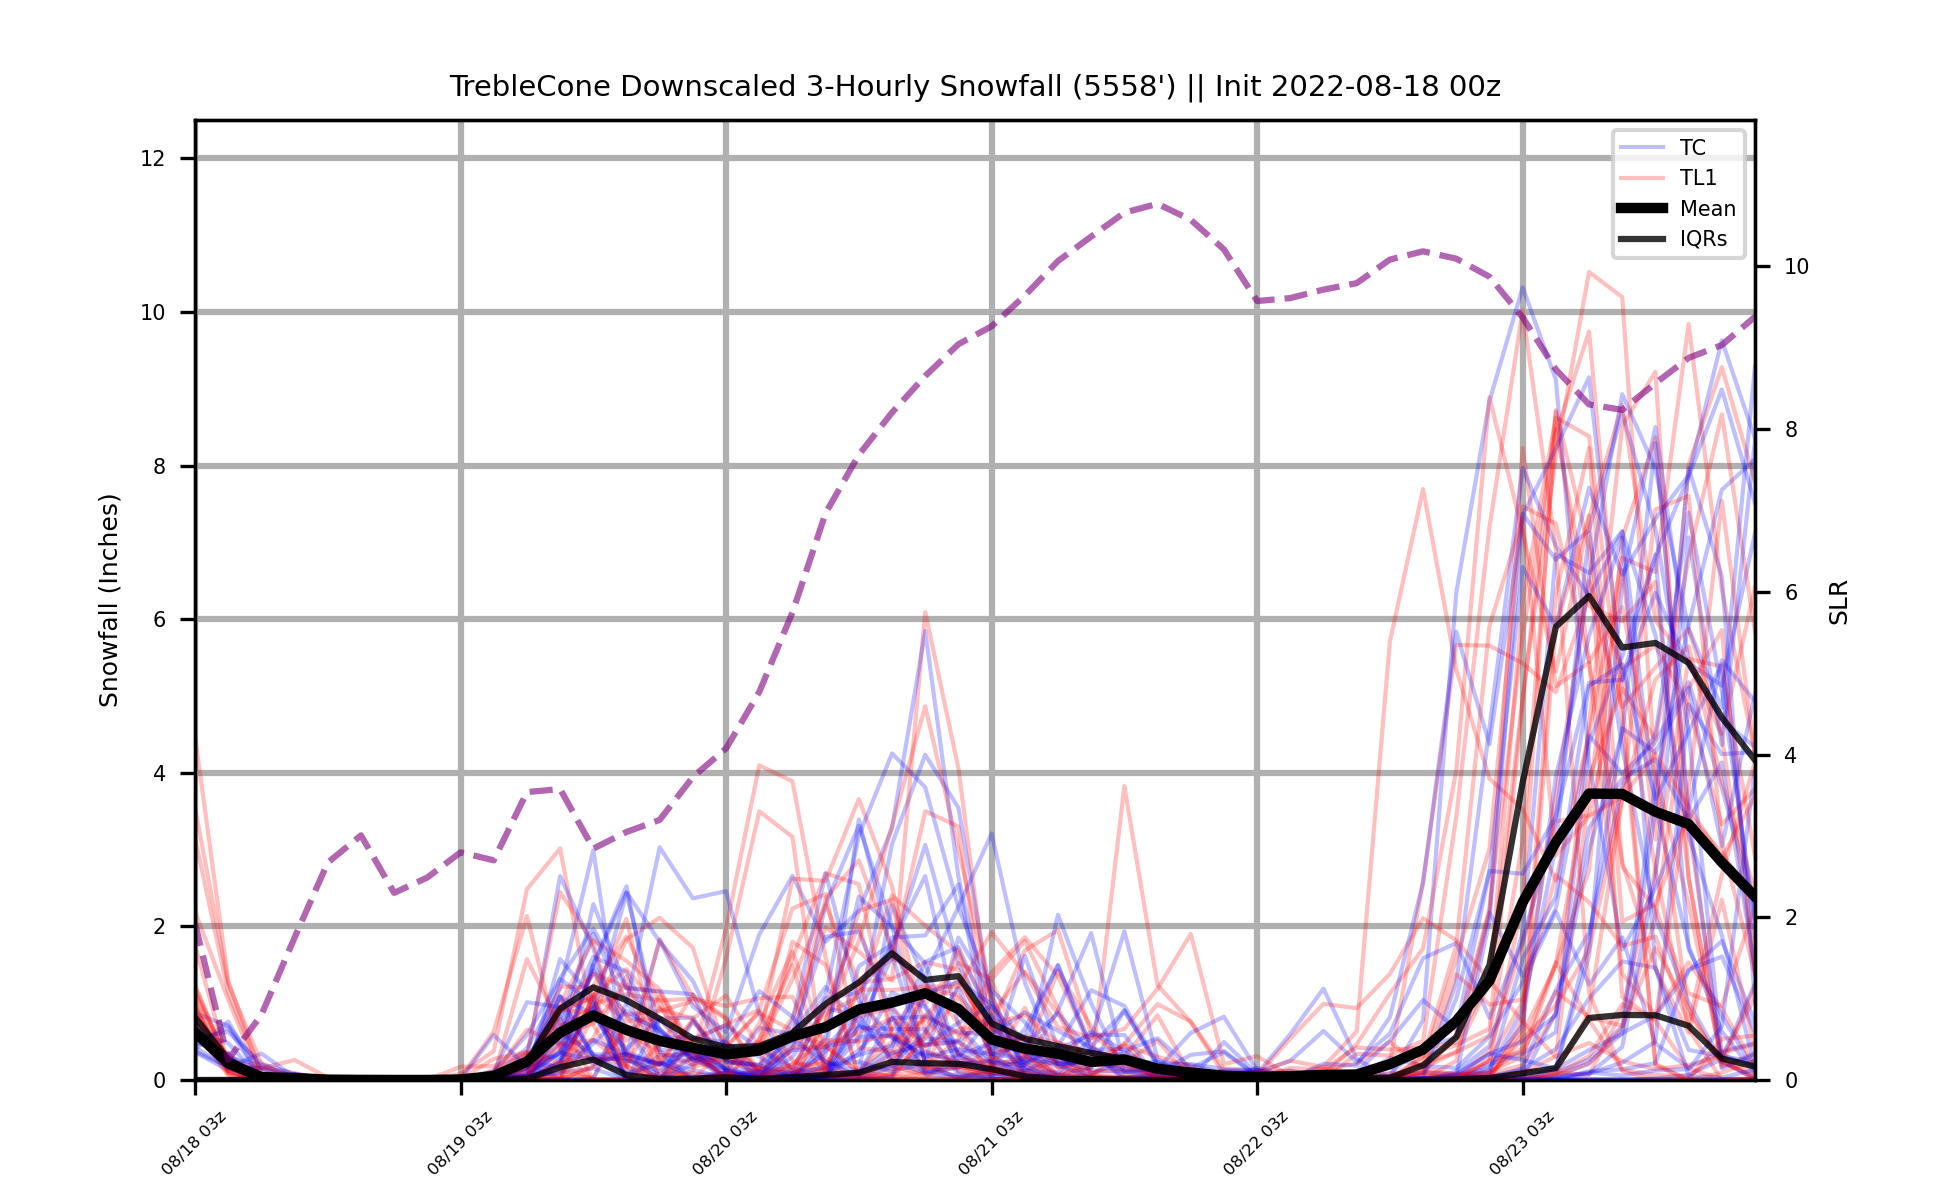 TrebleCone Downscaled 3-Hourly Snowfall (5558') || Init 2022-08-18 00z
TC
TL1
Mean
IQRs
Snowfall (Inches)
12
10
8
6
4
2
0
SLR
10
8
6
4
2
0
08/18 03z
08/19 03z
08/20 03z
08/21 03z
08/22 03z
08/23 03z